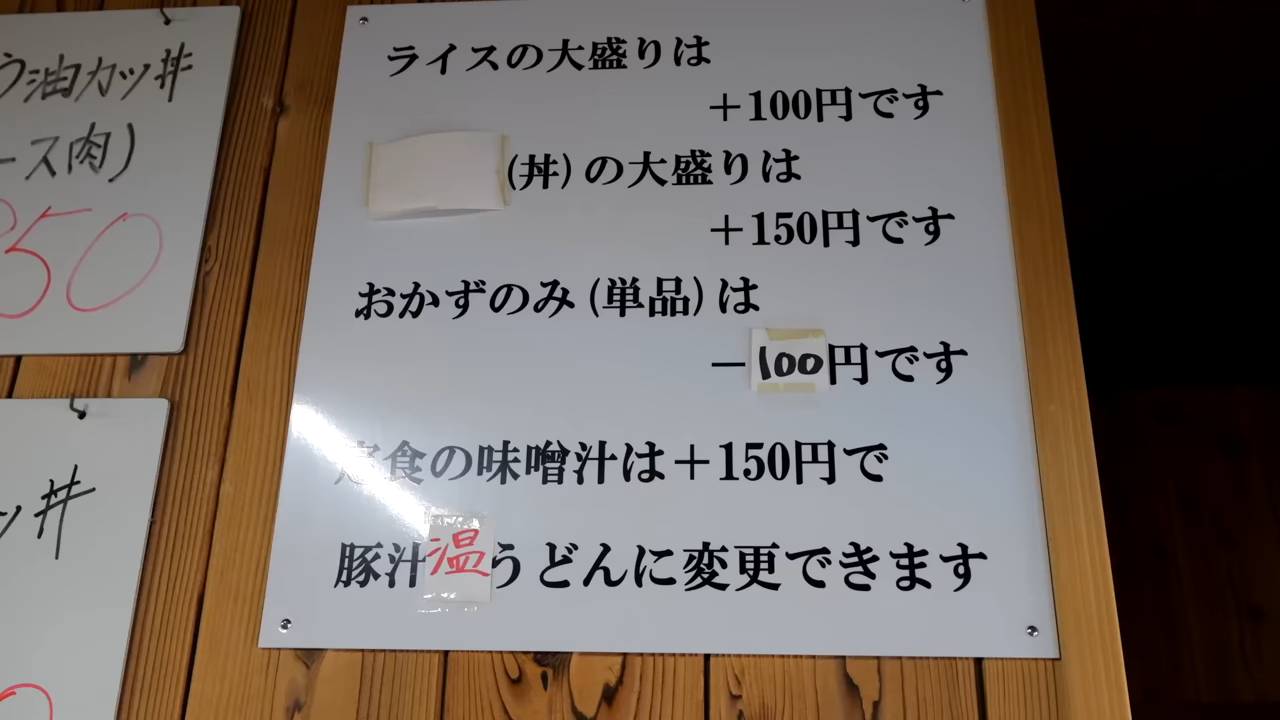 う油カツ丼
ース肉)
850
ツ丼
ライスの大盛りは
+100円です
(丼)の大盛りは
+150円です
おかずのみ(単品)は
-100円です
定食の味噌汁は+150円で
豚汁温うどんに変更できます